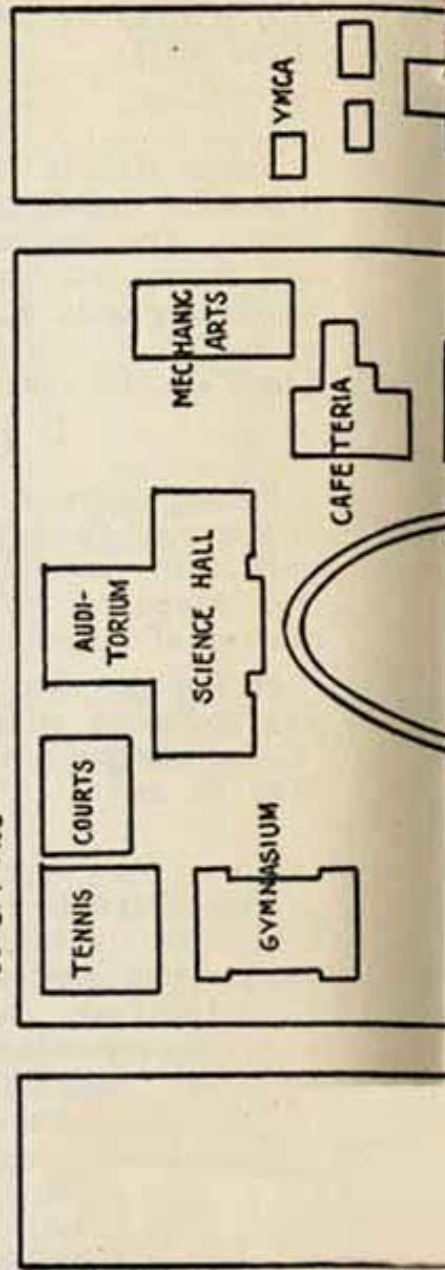 TENNIS
COURTS
AUDI-
TORIUM
SCIENCE HALL
GYMNASIUM
MECHANIC
ARTS
CAFETERIA
YMCA